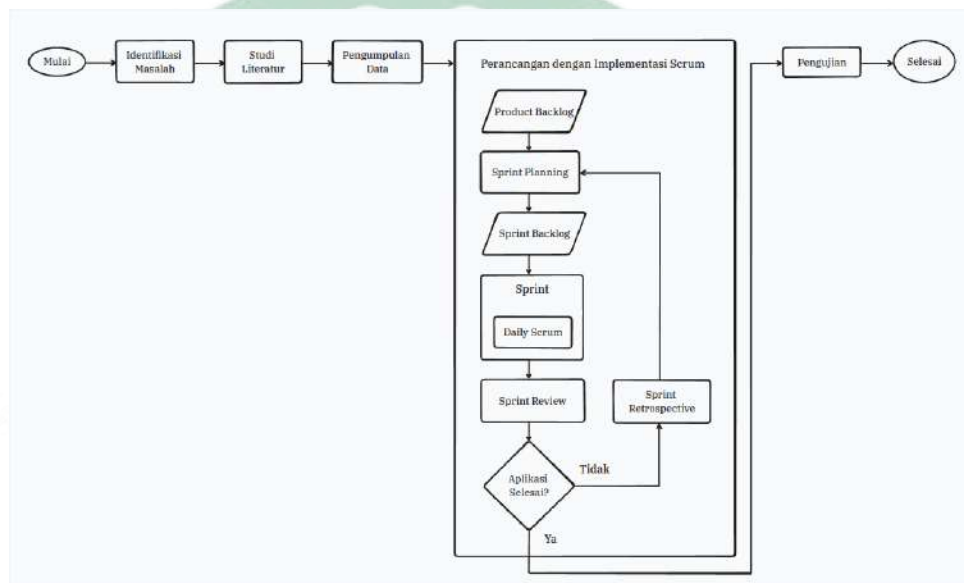 Mulai
Identifikasi
Masalah
Studi
Literatur
Pengumpulan
Data
Perancangan dengan Implementasi Scrum
Product Backlog
Sprint Planning
Sprint Backlog
Sprint
Daily Scrum
Sprint Review
Sprint
Retrospective
Aplikasi
Selesai?
Tidak
Ya
Pengujian
Selesai